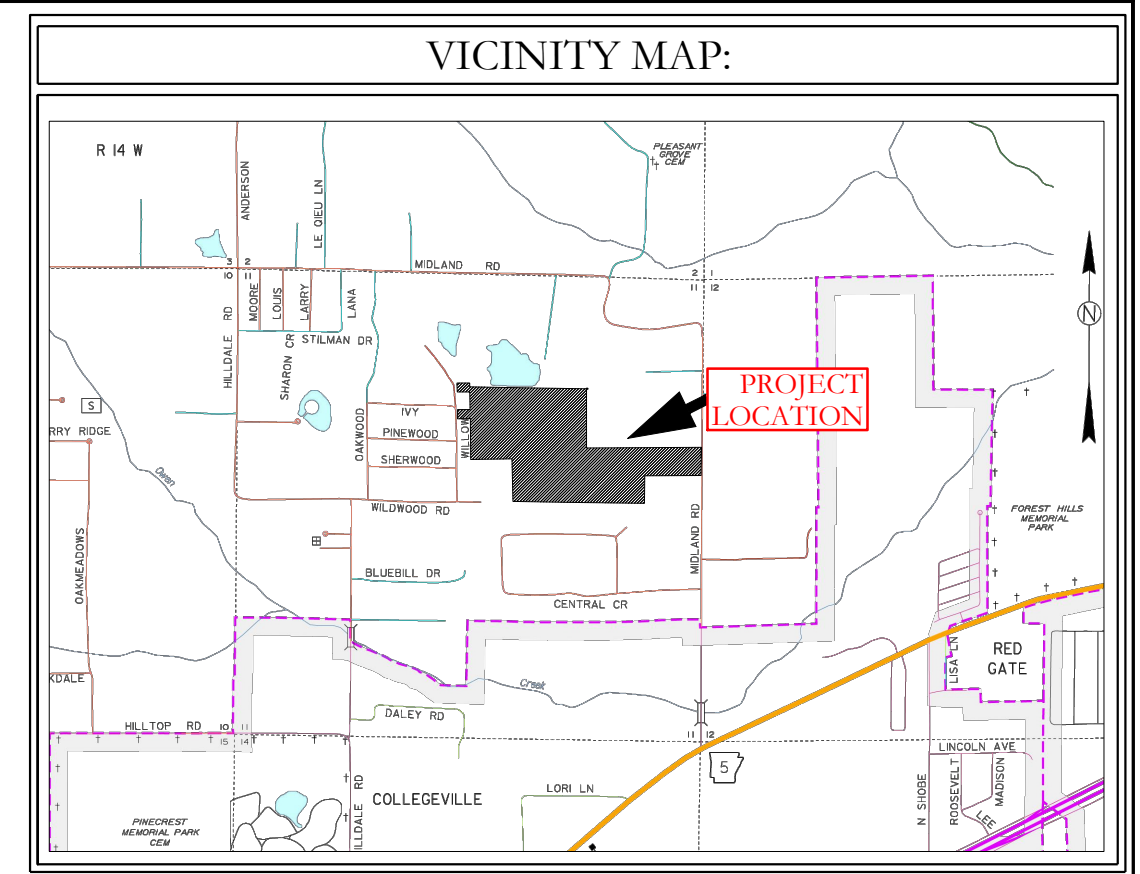 VICINITY MAP:
R 14 W
ANDERSON
LE QIEU LN
PLEASANT
GROVE
CEM
3 2
10 11
MIDLAND RD
2 1
11 12
HILLDALE RD
MOORE
LOUIS
LARRY
LANA
STILMAN DR
SHARON CR
N
PROJECT
LOCATION
S
RRY RIDGE
OAKWOOD
IVY
PINEWOOD
SHERWOOD
WILLOW
WILDWOOD RD
Owen
OAKMEADOWS
MIDLAND RD
FOREST HILLS
MEMORIAL
PARK
BLUEBILL DR
CENTRAL CR
LISA LN
RED
GATE
KDALE
Creek
DALEY RD
HILLTOP RD
10 11
15 14
11 12
5
LINCOLN AVE
COLLEGEVILLE
ILLDALE RD
LORI LN
N SHOBE
ROOSEVELT
MADISON
LEE
PINECREST
MEMORIAL PARK
CEM